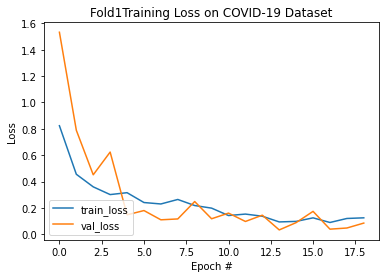 Fold1Training Loss on COVID-19 Dataset
1.6
1.4
1.2
1.0
0.8
0.6
0.4
0.2
0.0
Loss
train_loss
val_loss
0.0 2.5 5.0 7.5 10.0 12.5 15.0 17.5
Epoch #